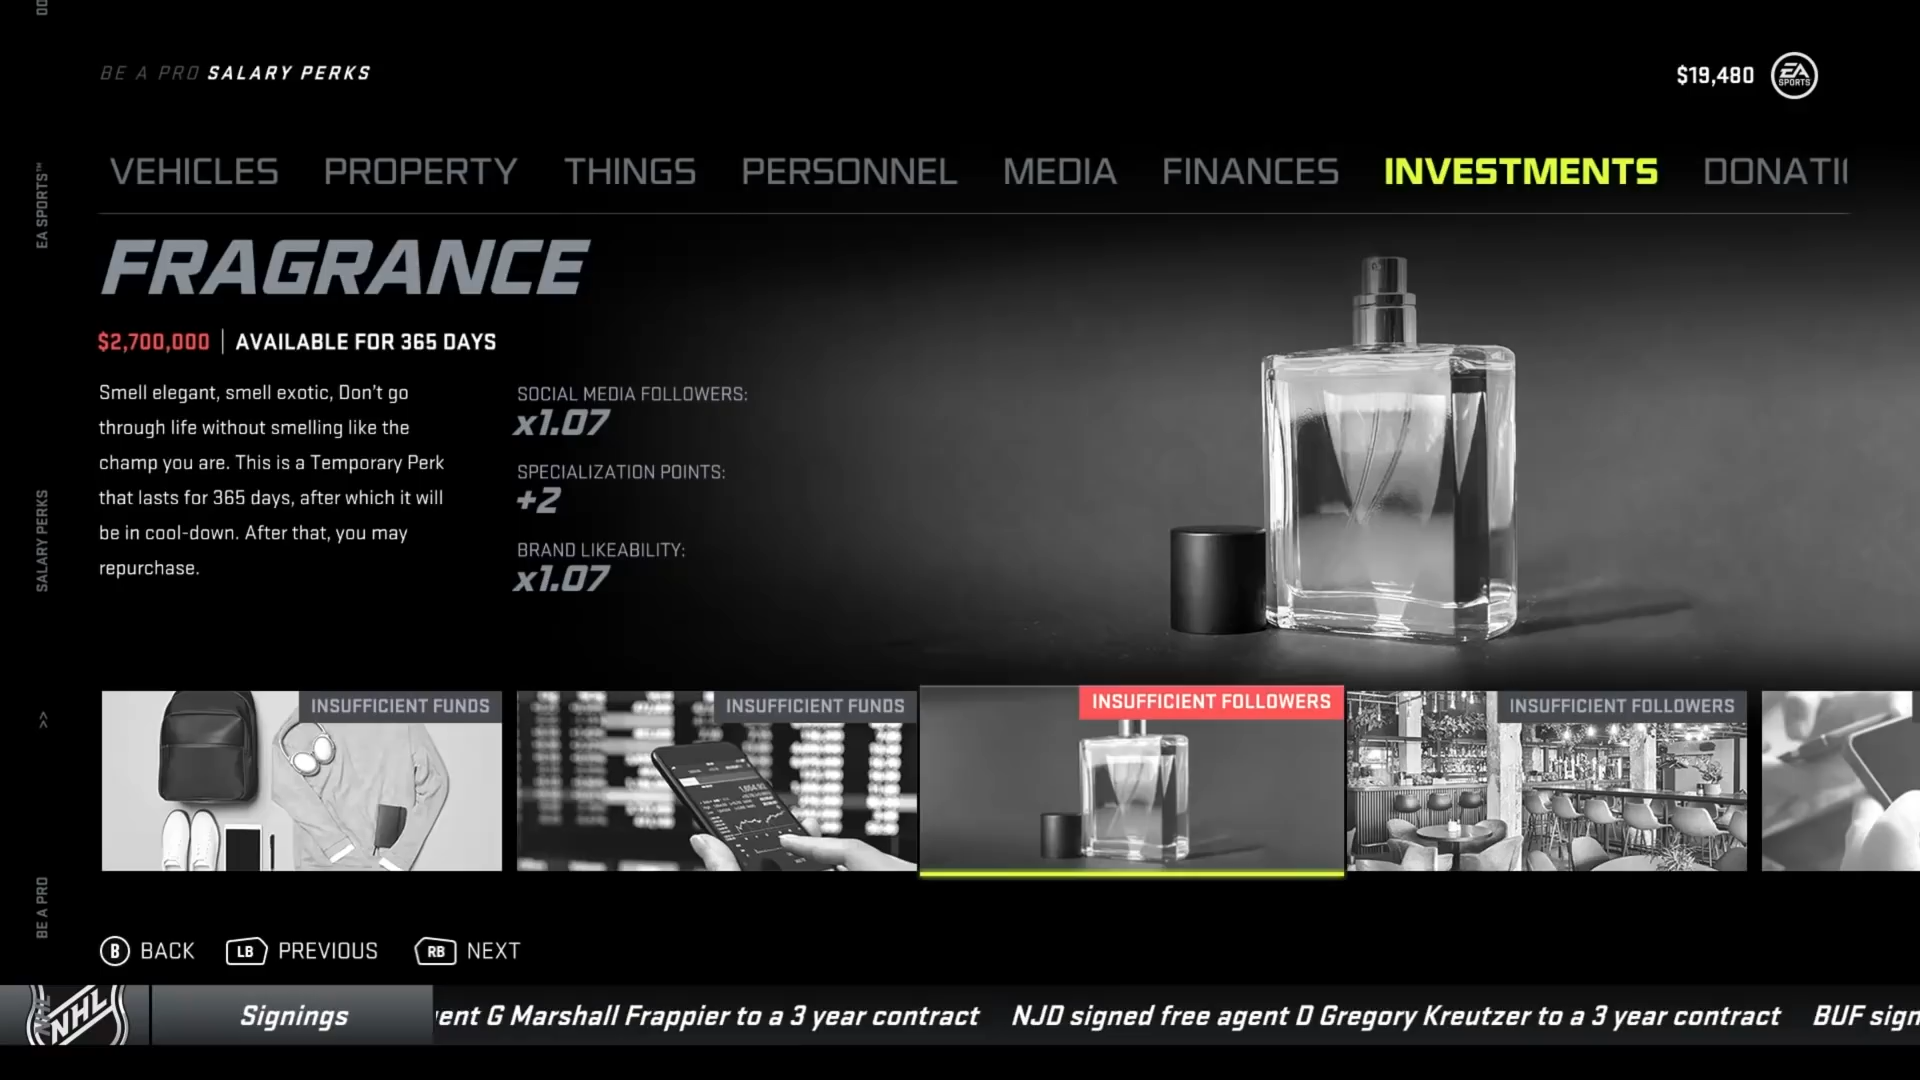 BE A PRO SALARY PERKS
$19,480
EA SPORTS
VEHICLES PROPERTY THINGS PERSONNEL MEDIA FINANCES INVESTMENTS DONATI
FRAGRANCE
$2,700,000 | AVAILABLE FOR 365 DAYS
Smell elegant, smell exotic, Don't go
through life without smelling like the
champ you are. This is a Temporary Perk
that lasts for 365 days, after which it will
be in cool-down. After that, you may
repurchase.
SOCIAL MEDIA FOLLOWERS:
x1.07
SPECIALIZATION POINTS:
+2
BRAND LIKEABILITY:
x1.07
INSUFFICIENT FUNDS
INSUFFICIENT FUNDS
INSUFFICIENT FOLLOWERS
INSUFFICIENT FOLLOWERS
B BACK LB PREVIOUS RB NEXT
NHL
Signings
ent G Marshall Frappier to a 3 year contract NJD signed free agent D Gregory Kreutzer to a 3 year contract BUF sign
EA SPORTS™
SALARY PERKS
>>
BE A PRO